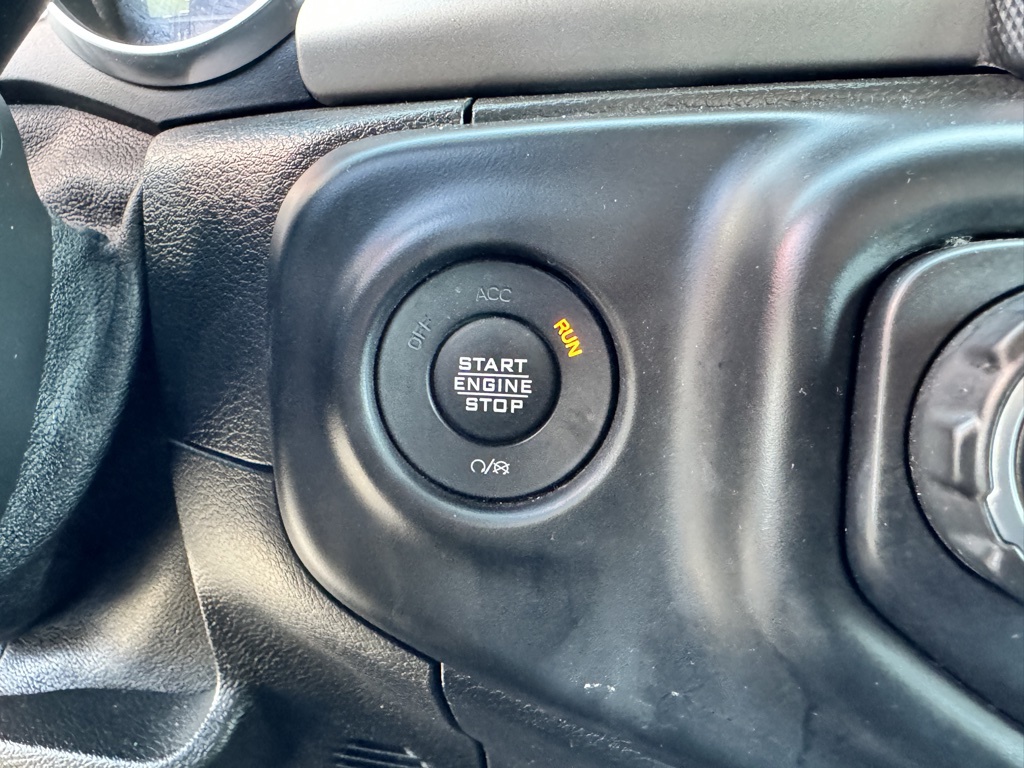 ACC
OFF
RUN
START
ENGINE
STOP